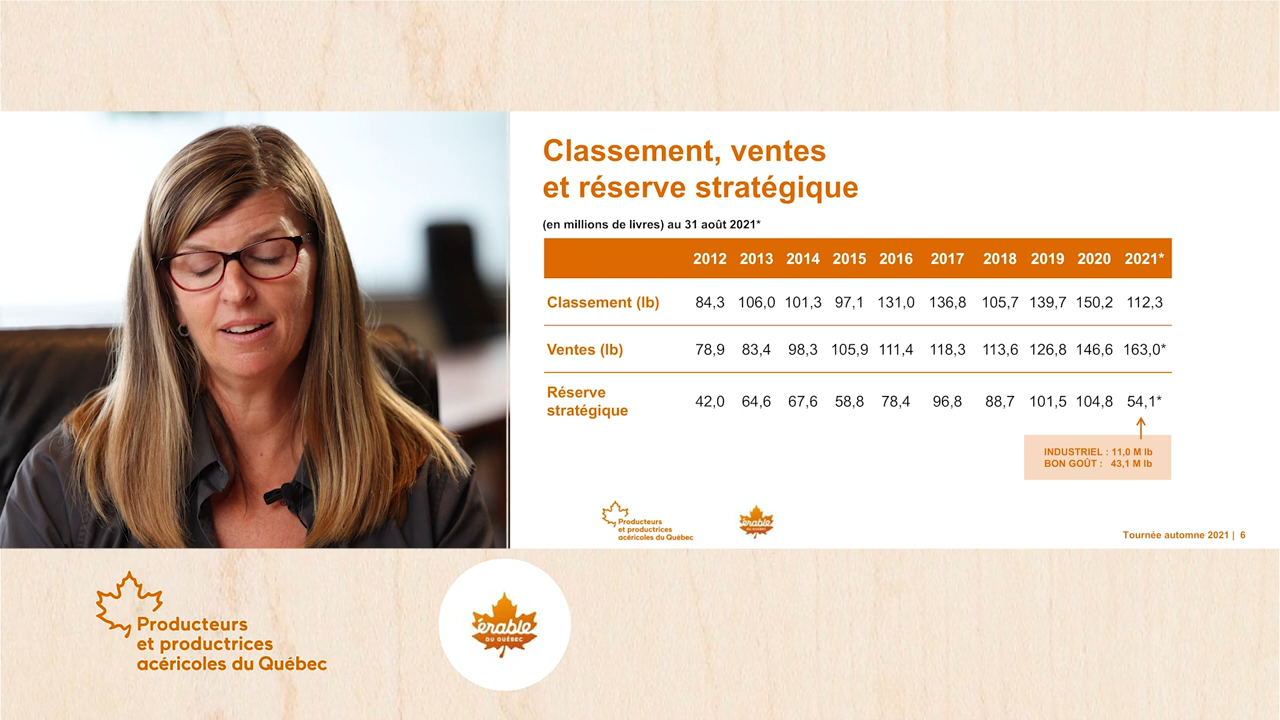 Classement, ventes
et réserve stratégique
(en millions de livres) au 31 août 2021*
2012 2013 2014 2015 2016 2017 2018 2019 2020 2021*
Classement (lb) 84,3 106,0 101,3 97,1 131,0 136,8 105,7 139,7 150,2 112,3
Ventes (lb) 78,9 83,4 98,3 105,9 111,4 118,3 113,6 126,8 146,6 163,0*
Réserve
stratégique 42,0 64,6 67,6 58,8 78,4 96,8 88,7 101,5 104,8 54,1*
INDUSTRIEL : 11,0 M lb
BON GOÛT : 43,1 M lb
Producteurs
et productrices
acéricoles du Québec
érable
DU QUÉBEC
Tournée automne 2021 | 6
Producteurs
et productrices
acéricoles du Québec
érable
DU QUÉBEC